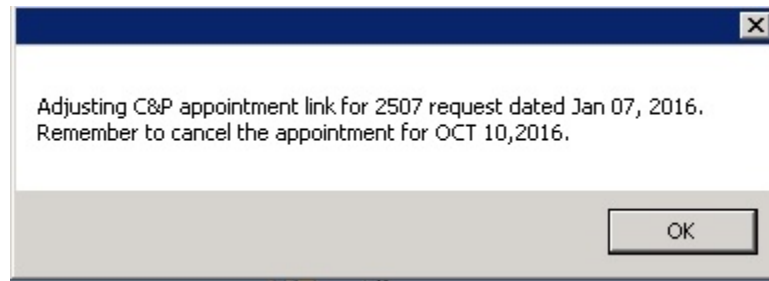 Adjusting C&P appointment link for 2507 request dated Jan 07, 2016.
Remember to cancel the appointment for OCT 10,2016.
OK